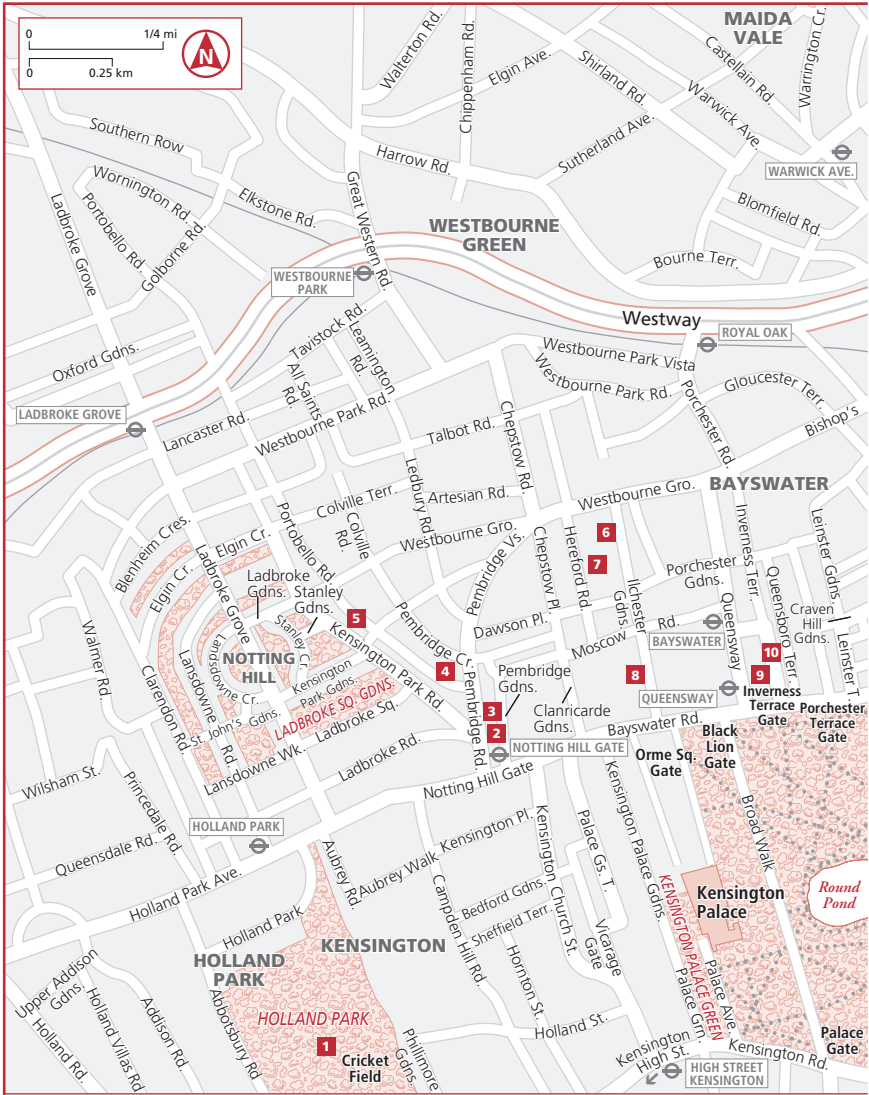 0 1/4 mi
0 0.25 km
N
MAIDA
VALE
Walterton Rd.
Chippenham Rd.
Elgin Ave.
Shirland Rd.
Castellain Rd.
Warrington Cr.
Warwick Ave.
Sutherland Ave.
WARWICK AVE.
Southern Row
Harrow Rd.
Wornington Rd.
Portobello Rd.
Ladbroke Grove
Golborne Rd.
Elkstone Rd.
Great Western Rd.
WESTBOURNE
GREEN
Blomfield Rd.
Bourne Terr.
WESTBOURNE
PARK
Westway
ROYAL OAK
Oxford Gdns.
Tavistock Rd.
Leamington
Rd.
All Saints
Rd.
Westbourne Park Vista
Westbourne Park Rd.
Gloucester Terr.
Porchester Rd.
Bishop's
LADBROKE GROVE
Lancaster Rd.
Westbourne Park Rd.
Talbot Rd.
Chepstow Rd.
Ledbury Rd.
BAYSWATER
Colville Terr.
Artesian Rd.
Westbourne Gro.
Portobello Rd.
Colville
Rd.
Westbourne Gro.
Pembridge Vs.
Chepstow Pl.
Hereford Rd.
6
7
Ilchester
Gdns.
Inverness Terr.
Leinster Gdns
Blenheim Cres.
Elgin Cr.
Elgin Cr.
Ladbroke Grove
Ladbroke
Gdns.
Stanley
Gdns.
Stanley Cr.
5
Porchester
Gdns.
Queensway
Queensboro Terr.
Craven
Hill
Gdns.
Leinster T.
Walmer Rd.
Clarendon Rd.
Lansdowne
Rd.
Lansdowne Cr.
NOTTING
HILL
Kensington
Park Gdns.
Kensington Park Rd.
Pembridge Cr.
Dawson Pl.
Moscow Rd.
BAYSWATER
4
8
10
9
Pembridge Rd.
Pembridge
Gdns.
Clanricarde
Gdns.
QUEENSWAY
Inverness
Terrace
Gate
Porchester
Terrace
Gate
St. John's Gdns.
LADBROKE SQ. GDNS.
Ladbroke Sq.
Lansdowne Wk.
Ladbroke Rd.
3
2
NOTTING HILL GATE
Bayswater Rd.
Orme Sq.
Gate
Black
Lion
Gate
Wilsham St.
Princedale Rd.
Notting Hill Gate
Queensdale Rd.
HOLLAND PARK
Holland Park Ave.
Aubrey Rd.
Aubrey Walk
Kensington Pl.
Campden Hill Rd.
Kensington Church St.
Palace Gs. T.
Kensington Palace Gdns.
Broad Walk
Bedford Gdns.
Sheffield Terr.
Vicarage
Gate
KENSINGTON PALACE GREEN
Kensington
Palace
Round
Pond
Holland Park
KENSINGTON
HOLLAND
PARK
Upper Addison
Gdns.
Holland Rd.
Holland Villas Rd
Addison Rd
Abbotsbury Rd
HOLLAND PARK
1
Cricket
Field
Phillimore
Gdns.
Hornton St.
Holland St.
Palace Ave.
Palace Grn.
Kensington
High St.
Kensington Rd.
Palace
Gate
HIGH STREET
KENSINGTON